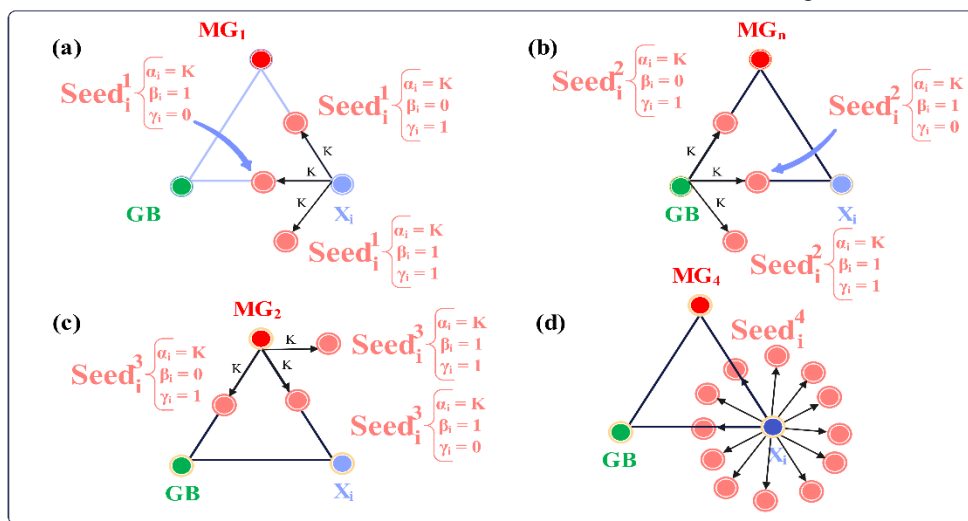 (a)
MG₁
Seed¹ᵢ { αᵢ = K
βᵢ = 1
γᵢ = 0
Seed¹ᵢ { αᵢ = K
βᵢ = 0
γᵢ = 1
K
K
K
GB
Xᵢ
Seed¹ᵢ { αᵢ = K
βᵢ = 1
γᵢ = 1
(b)
MGₙ
Seed²ᵢ { αᵢ = K
βᵢ = 0
γᵢ = 1
Seed²ᵢ { αᵢ = K
βᵢ = 1
γᵢ = 0
K
K
K
GB
Xᵢ
Seed²ᵢ { αᵢ = K
βᵢ = 1
γᵢ = 1
(c)
MG₂
K
K
K
Seed³ᵢ { αᵢ = K
βᵢ = 0
γᵢ = 1
Seed³ᵢ { αᵢ = K
βᵢ = 1
γᵢ = 1
Seed³ᵢ { αᵢ = K
βᵢ = 1
γᵢ = 0
GB
Xᵢ
(d)
MG₄
Seed⁴ᵢ
GB
Xᵢ